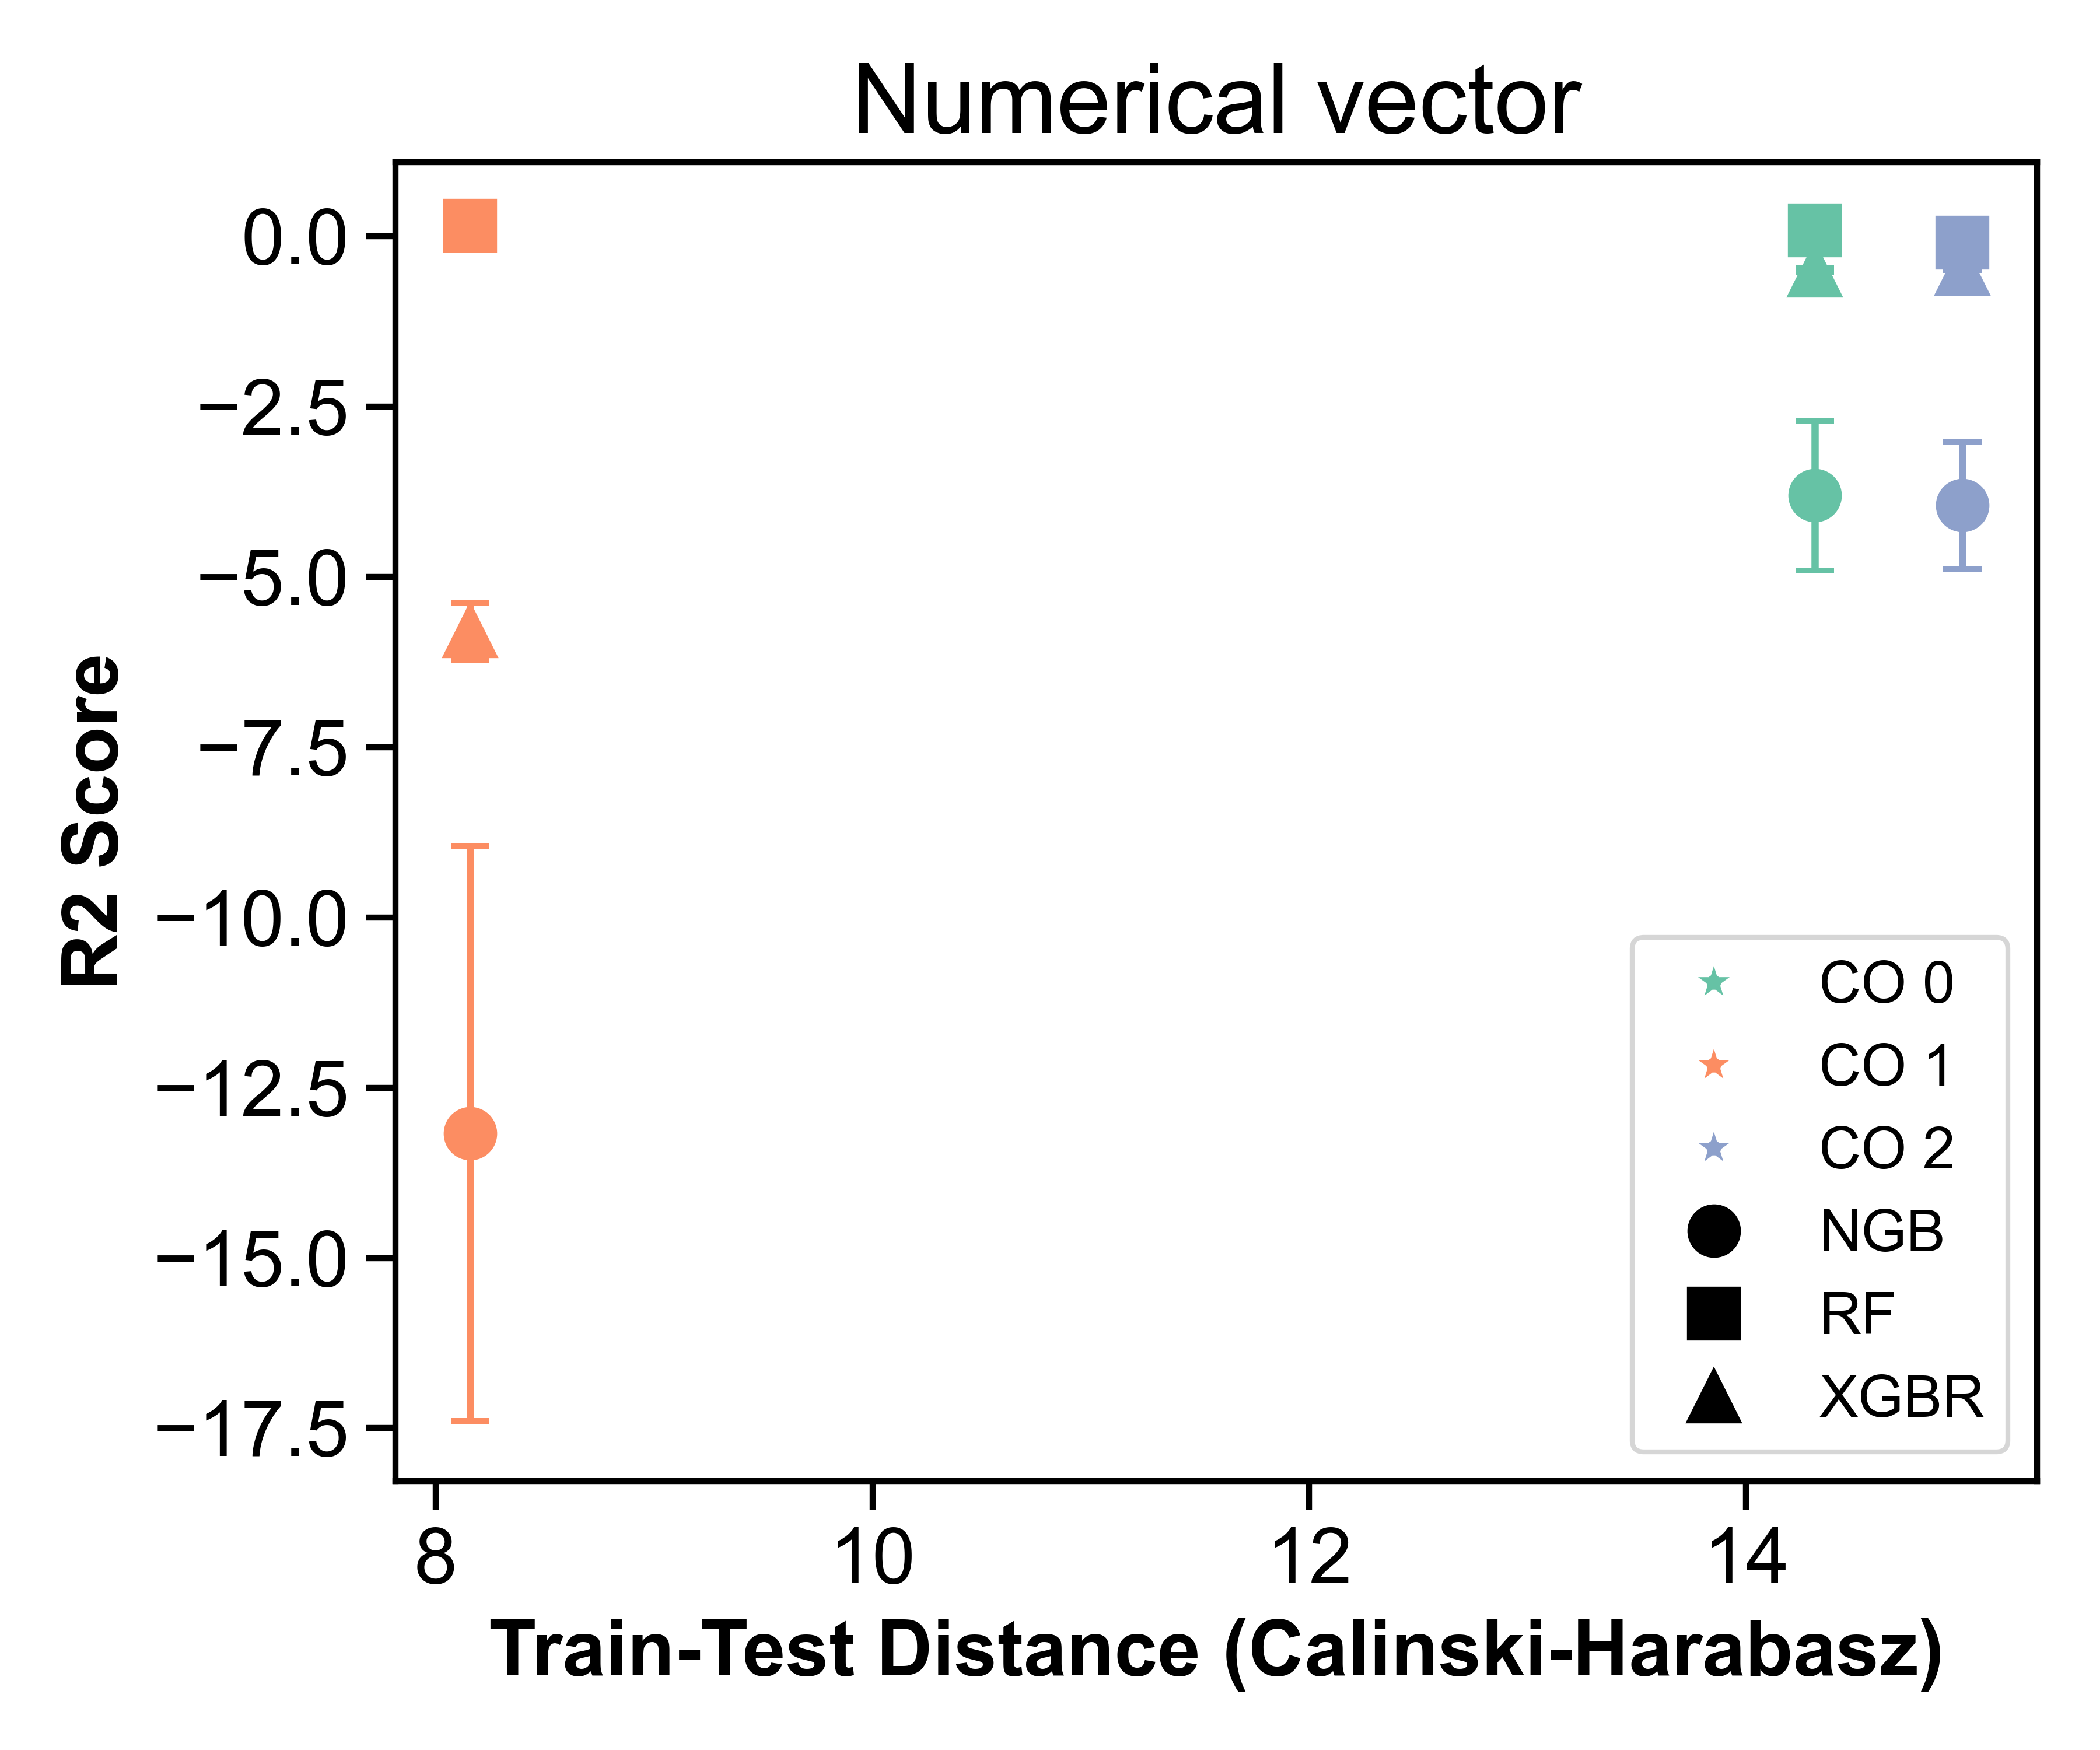 Numerical vector
0.0
−2.5
−5.0
−7.5
−10.0
−12.5
−15.0
−17.5
R2 Score
CO 0
CO 1
CO 2
NGB
RF
XGBR
8 10 12 14
Train-Test Distance (Calinski-Harabasz)